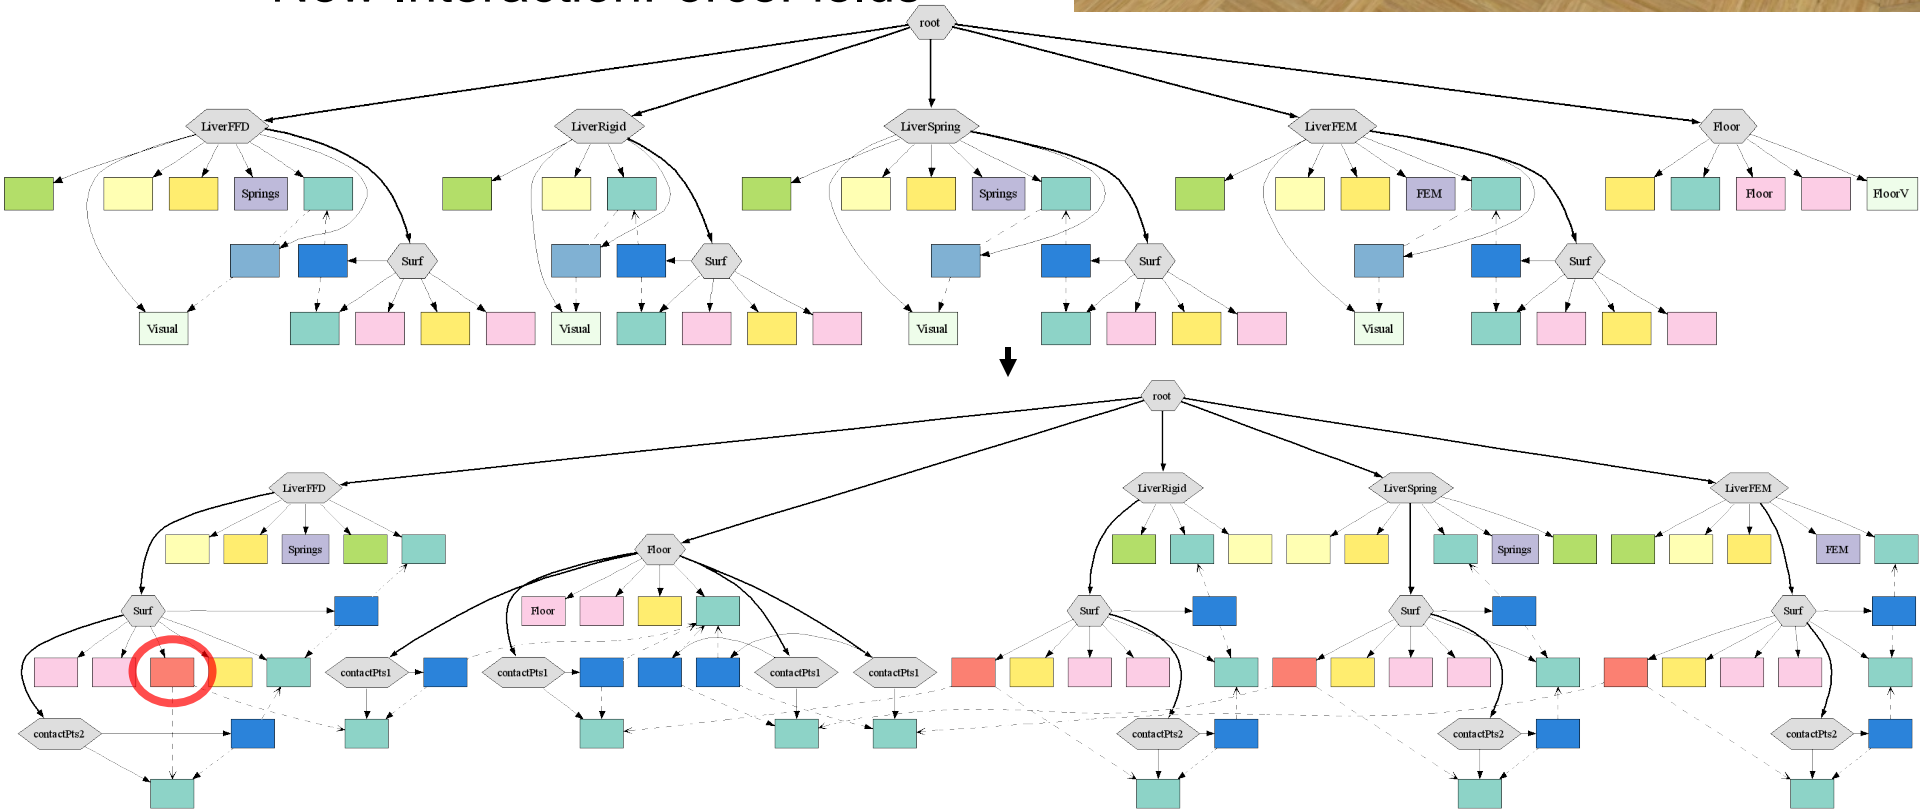 New InteractionForceFields
root
LiverFFD
LiverRigid
LiverSpring
LiverFEM
Floor
Springs
Springs
FEM
Floor
FloorV
Surf
Surf
Surf
Surf
Visual
Visual
Visual
Visual
root
LiverFFD
LiverRigid
LiverSpring
LiverFEM
Springs
Floor
Springs
FEM
Surf
Floor
Surf
Surf
Surf
contactPts1
contactPts1
contactPts1
contactPts1
contactPts2
contactPts2
contactPts2
contactPts2